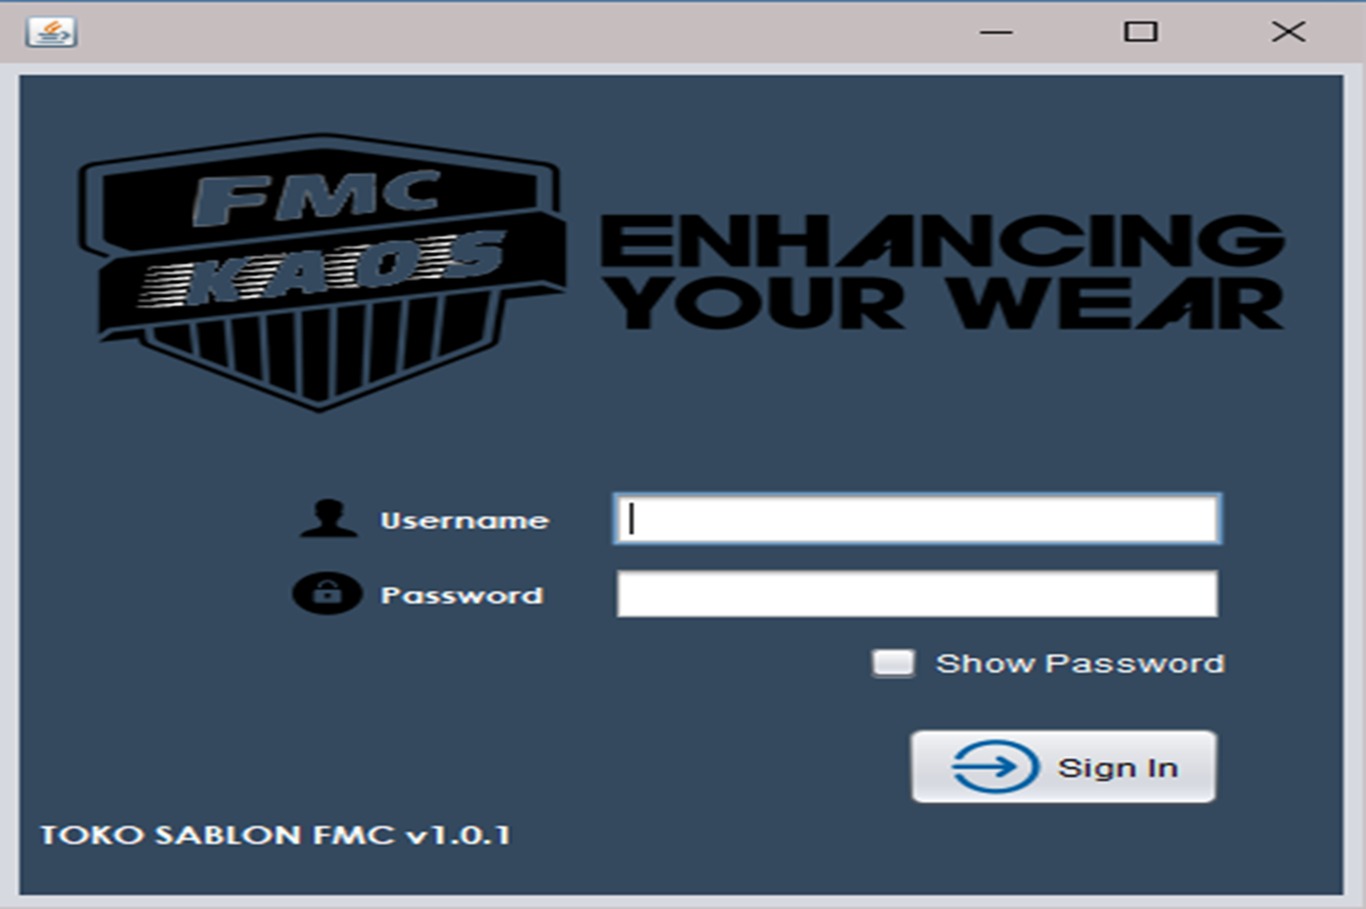 FMC
KAOS
ENHANCING
YOUR WEAR
Username
Password
Show Password
Sign In
TOKO SABLON FMC v1.0.1